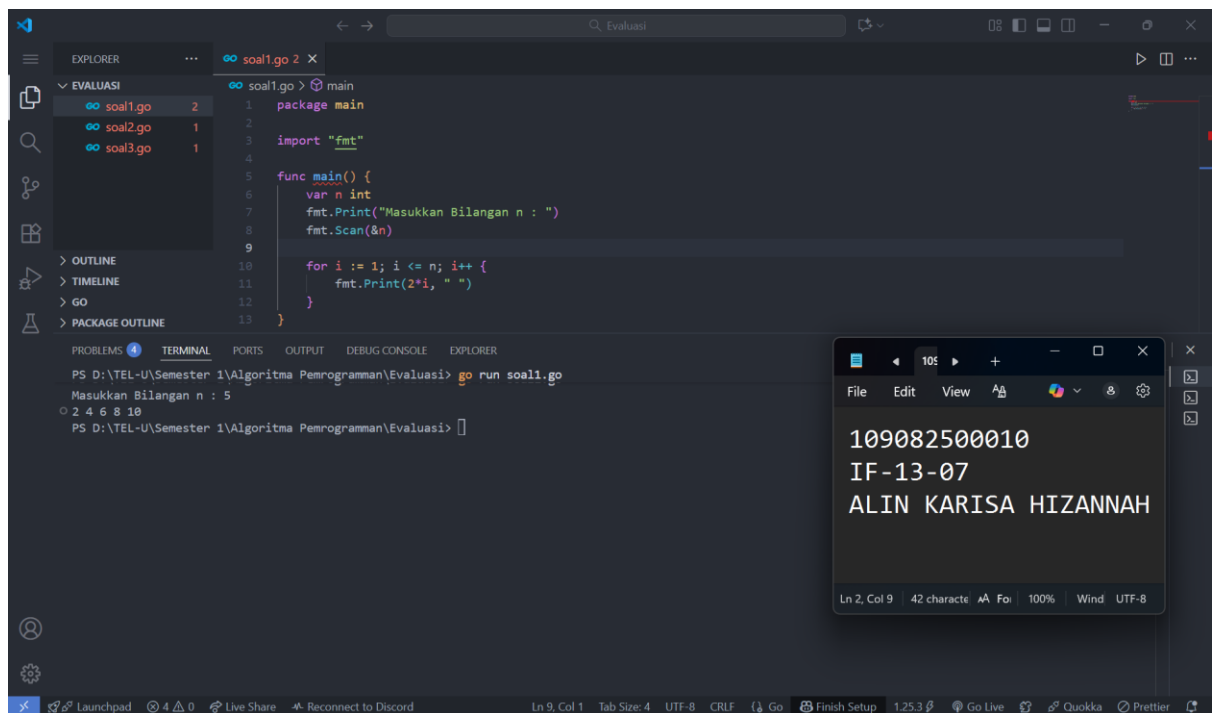 Evaluasi
EXPLORER
soal1.go 2
EVALUASI
soal1.go 2
soal2.go 1
soal3.go 1
OUTLINE
TIMELINE
GO
PACKAGE OUTLINE
soal1.go > main
1 package main
2
3 import "fmt"
4
5 func main() {
6 var n int
7 fmt.Print("Masukkan Bilangan n : ")
8 fmt.Scan(&n)
9
10 for i := 1; i <= n; i++ {
11 fmt.Print(2*i, " ")
12 }
13 }
PROBLEMS 4 TERMINAL PORTS OUTPUT DEBUG CONSOLE EXPLORER
PS D:\TEL-U\Semester 1\Algoritma Pemrogramman\Evaluasi> go run soal1.go
Masukkan Bilangan n : 5
2 4 6 8 10
PS D:\TEL-U\Semester 1\Algoritma Pemrogramman\Evaluasi>
File Edit View
109082500010
IF-13-07
ALIN KARISA HIZANNAH
Ln 2, Col 9 42 characte 100% Wind UTF-8
Launchpad 4 0 Live Share Reconnect to Discord Ln 9, Col 1 Tab Size: 4 UTF-8 CRLF Go Finish Setup 1.25.3 Go Live Quokka Prettier